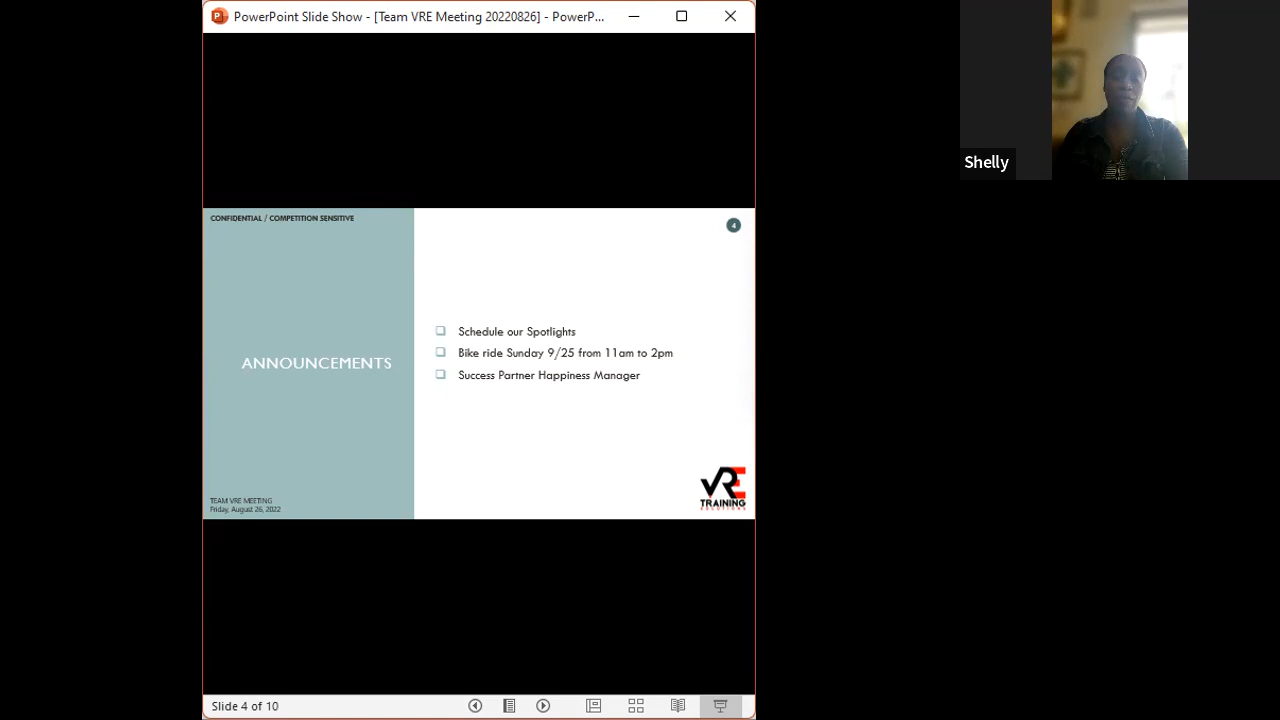 PowerPoint Slide Show - [Team VRE Meeting 20220826] - PowerP...
Shelly
CONFIDENTIAL / COMPETITION SENSITIVE
4
ANNOUNCEMENTS
Schedule our Spotlights
Bike ride Sunday 9/25 from 11am to 2pm
Success Partner Happiness Manager
TEAM VRE MEETING
Friday, August 26, 2022
VRE
TRAINING
SOLUTIONS
Slide 4 of 10